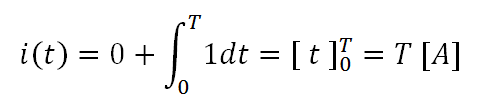 i(t) = 0 + ∫₀ᵀ 1dt = [ t ]₀ᵀ = T [A]